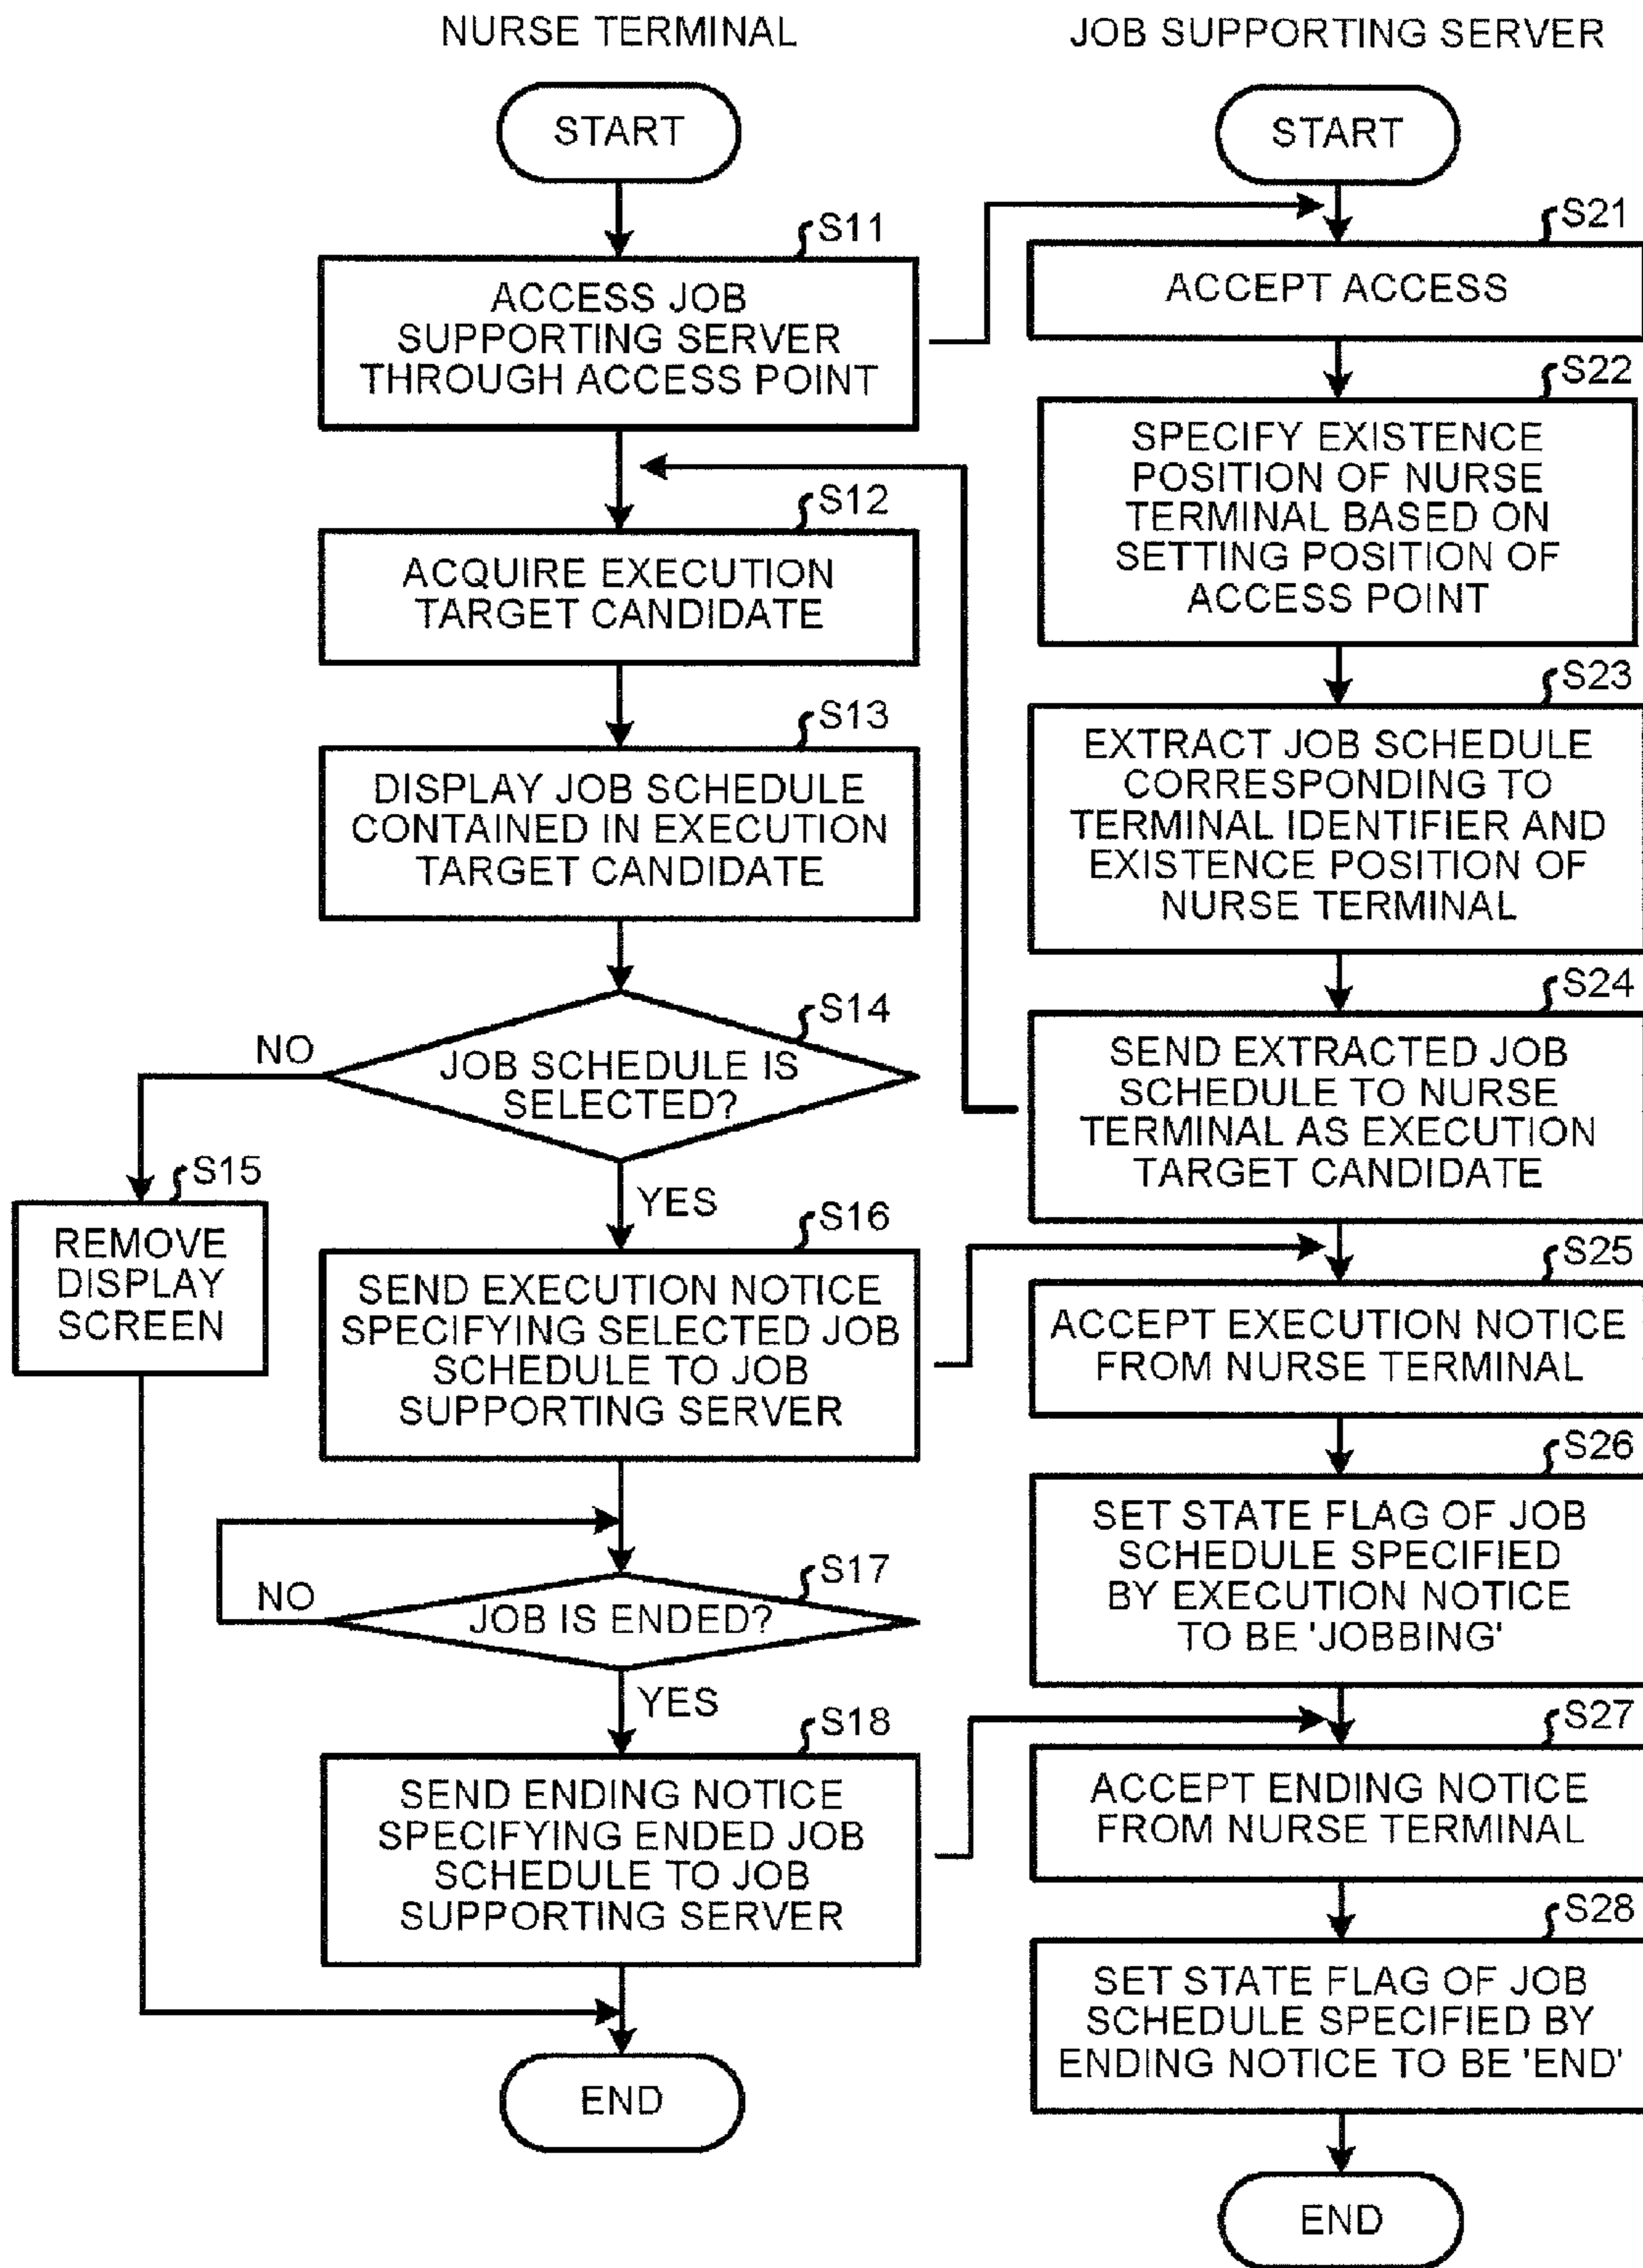 NURSE TERMINAL
START
S11
ACCESS JOB
SUPPORTING SERVER
THROUGH ACCESS POINT
S12
ACQUIRE EXECUTION
TARGET CANDIDATE
S13
DISPLAY JOB SCHEDULE
CONTAINED IN EXECUTION
TARGET CANDIDATE
S14
NO
JOB SCHEDULE IS
SELECTED?
S15
REMOVE
DISPLAY
SCREEN
YES
S16
SEND EXECUTION NOTICE
SPECIFYING SELECTED JOB
SCHEDULE TO JOB
SUPPORTING SERVER
S17
NO
JOB IS ENDED?
YES
S18
SEND ENDING NOTICE
SPECIFYING ENDED JOB
SCHEDULE TO JOB
SUPPORTING SERVER
END
JOB SUPPORTING SERVER
START
S21
ACCEPT ACCESS
S22
SPECIFY EXISTENCE
POSITION OF NURSE
TERMINAL BASED ON
SETTING POSITION OF
ACCESS POINT
S23
EXTRACT JOB SCHEDULE
CORRESPONDING TO
TERMINAL IDENTIFIER AND
EXISTENCE POSITION OF
NURSE TERMINAL
S24
SEND EXTRACTED JOB
SCHEDULE TO NURSE
TERMINAL AS EXECUTION
TARGET CANDIDATE
S25
ACCEPT EXECUTION NOTICE
FROM NURSE TERMINAL
S26
SET STATE FLAG OF JOB
SCHEDULE SPECIFIED
BY EXECUTION NOTICE
TO BE 'JOBBING'
S27
ACCEPT ENDING NOTICE
FROM NURSE TERMINAL
S28
SET STATE FLAG OF JOB
SCHEDULE SPECIFIED BY
ENDING NOTICE TO BE 'END'
END